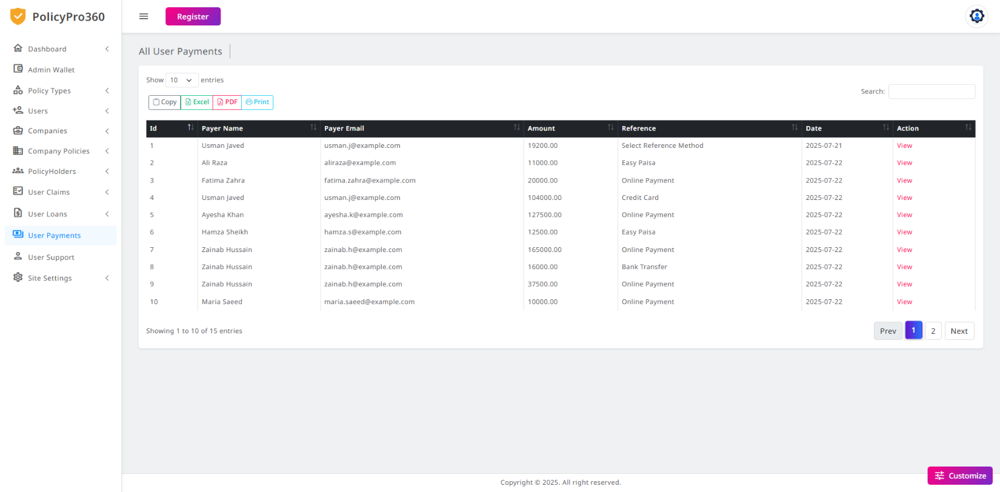 PolicyPro360
Register
Dashboard
Admin Wallet
Policy Types
Users
Companies
Company Policies
PolicyHolders
User Claims
User Loans
User Payments
User Support
Site Settings
All User Payments
Show 10 entries
Search:
Copy Excel PDF Print
Id Payer Name Payer Email Amount Reference Date Action
1 Usman Javed usman.j@example.com 19200.00 Select Reference Method 2025-07-21 View
2 Ali Raza aliraza@example.com 11000.00 Easy Paisa 2025-07-22 View
3 Fatima Zahra fatima.zahra@example.com 20000.00 Online Payment 2025-07-22 View
4 Usman Javed usman.j@example.com 104000.00 Credit Card 2025-07-22 View
5 Ayesha Khan ayesha.k@example.com 127500.00 Online Payment 2025-07-22 View
6 Hamza Sheikh hamza.s@example.com 12500.00 Easy Paisa 2025-07-22 View
7 Zainab Hussain zainab.h@example.com 165000.00 Online Payment 2025-07-22 View
8 Zainab Hussain zainab.h@example.com 16000.00 Bank Transfer 2025-07-22 View
9 Zainab Hussain zainab.h@example.com 37500.00 Online Payment 2025-07-22 View
10 Maria Saeed maria.saeed@example.com 10000.00 Online Payment 2025-07-22 View
Showing 1 to 10 of 15 entries
Prev 1 2 Next
Customize
Copyright © 2025. All right reserved.